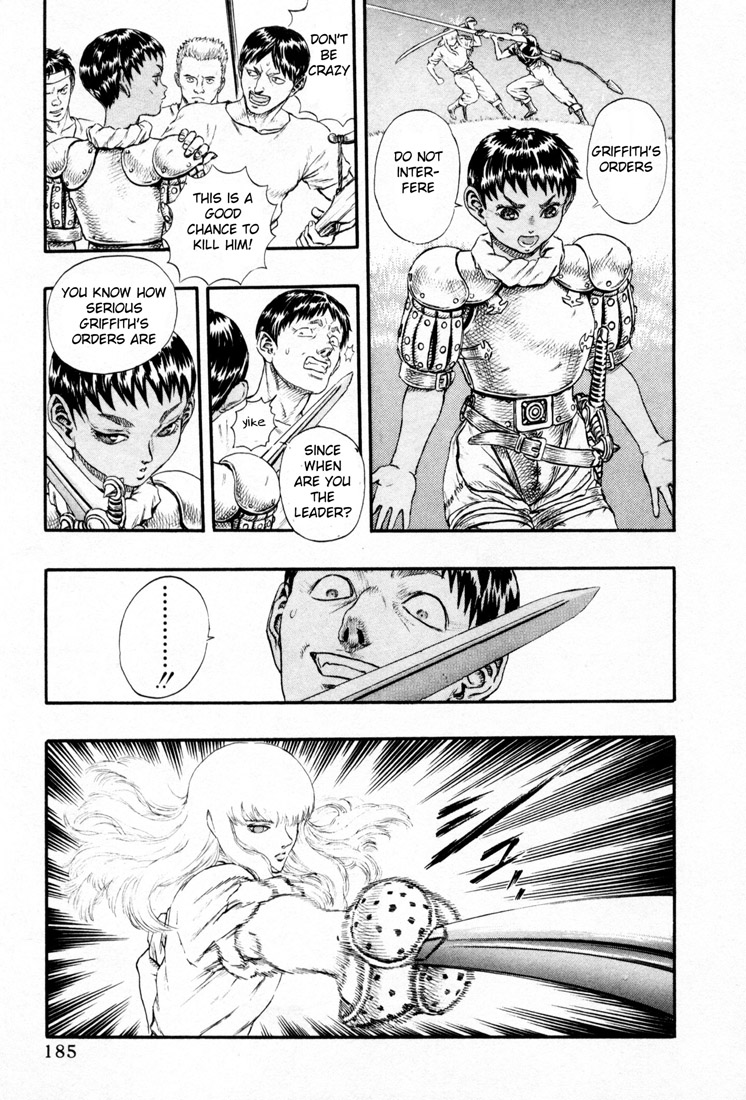 GRIFFITH'S
ORDERS
DO NOT
INTER-
FERE
DON'T
BE
CRAZY
THIS IS A
GOOD
CHANCE TO
KILL HIM!
SINCE
WHEN
ARE YOU
THE
LEADER?
yike
YOU KNOW HOW
SERIOUS
GRIFFITH'S
ORDERS ARE
.........!!
185